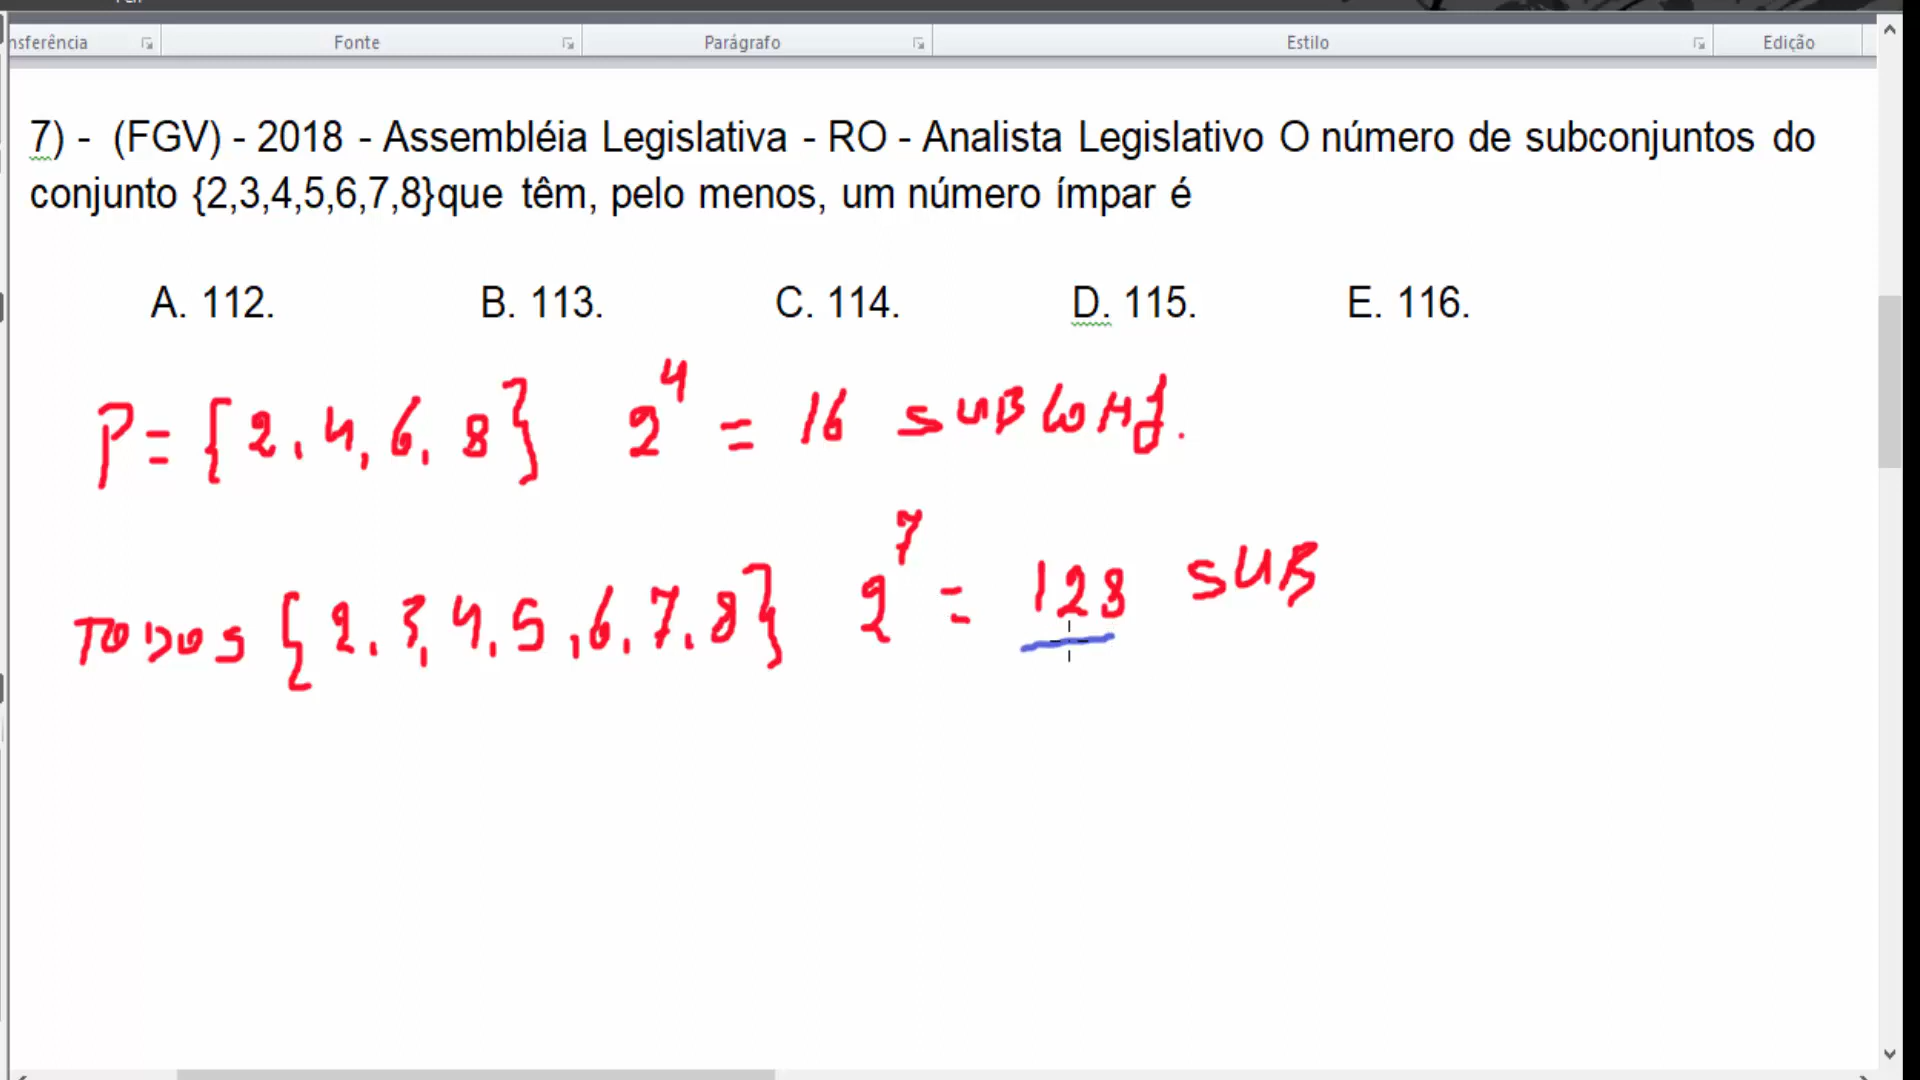 nsferência Fonte Parágrafo Estilo Edição
7) - (FGV) - 2018 - Assembléia Legislativa - RO - Analista Legislativo O número de subconjuntos do
conjunto {2,3,4,5,6,7,8}que têm, pelo menos, um número ímpar é
A. 112. B. 113. C. 114. D. 115. E. 116.
P = {2, 4, 6, 8} 2⁴ = 16 SUBCONJ.
TODOS {2, 3, 4, 5, 6, 7, 8} 2⁷ = 128 SUB